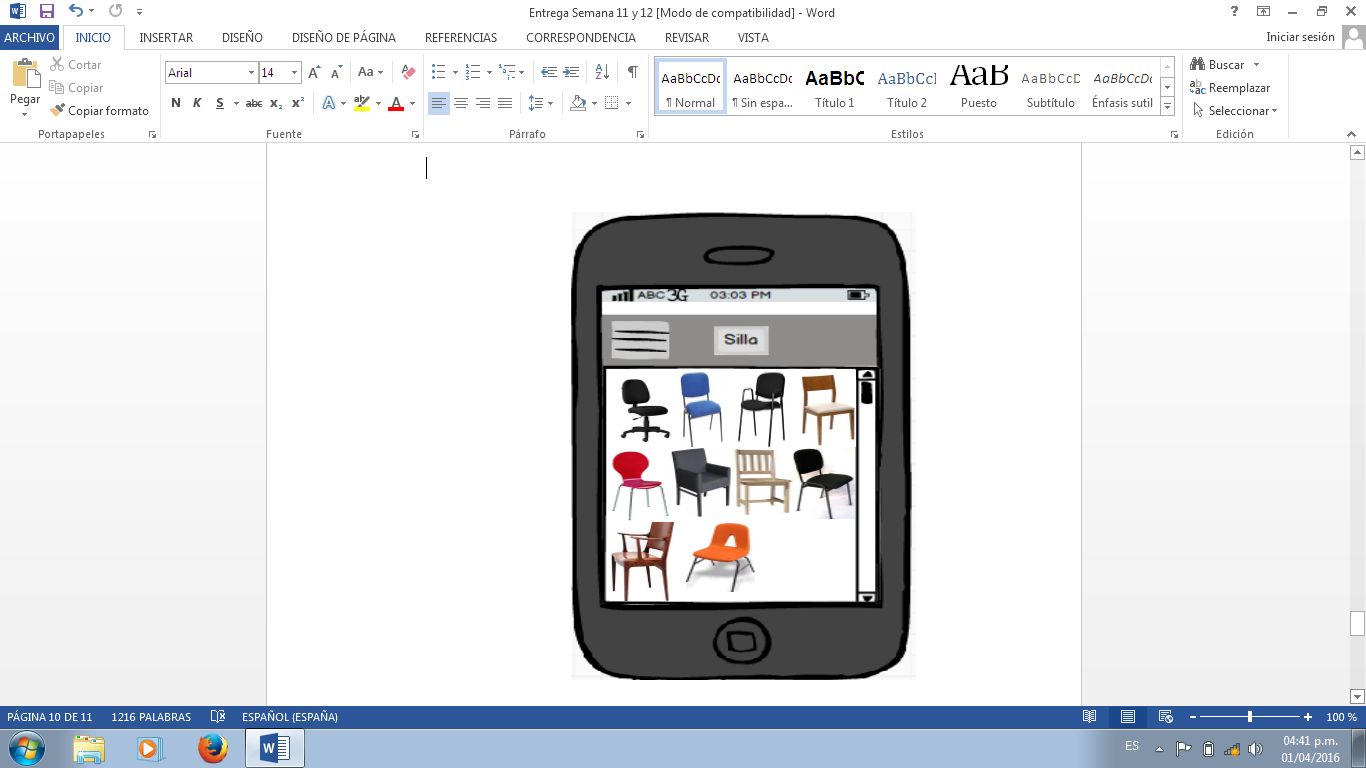 Entrega Semana 11 y 12 [Modo de compatibilidad] - Word
ARCHIVO INICIO INSERTAR DISEÑO DISEÑO DE PÁGINA REFERENCIAS CORRESPONDENCIA REVISAR VISTA Iniciar sesión
Pegar
Cortar
Copiar
Copiar formato
Portapapeles
Arial 14
N K S abc x₂ x²
Fuente
Párrafo
AaBbCcDc AaBbCcDc AaBbC AaBbCcI AaB AaBbCcD AaBbCcDc
¶ Normal ¶ Sin espa... Título 1 Título 2 Puesto Subtítulo Énfasis sutil
Estilos
Buscar
Reemplazar
Seleccionar
Edición
ABC 3G 03:03 PM
Silla
PÁGINA 10 DE 11 1216 PALABRAS ESPAÑOL (ESPAÑA) 100 %
ES 04:41 p.m.
01/04/2016